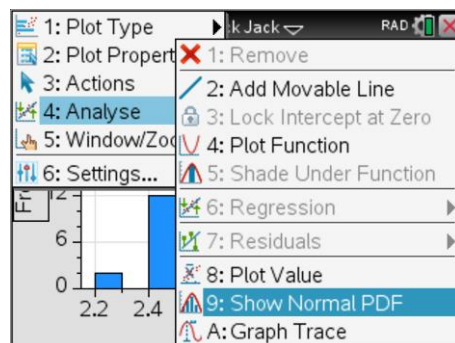 1: Plot Type
2: Plot Propert
3: Actions
4: Analyse
5: Window/Zoo
6: Settings...
k Jack
RAD
1: Remove
2: Add Movable Line
3: Lock Intercept at Zero
4: Plot Function
5: Shade Under Function
6: Regression
7: Residuals
8: Plot Value
9: Show Normal PDF
A: Graph Trace
Fr
12
6
0
2.2 2.4